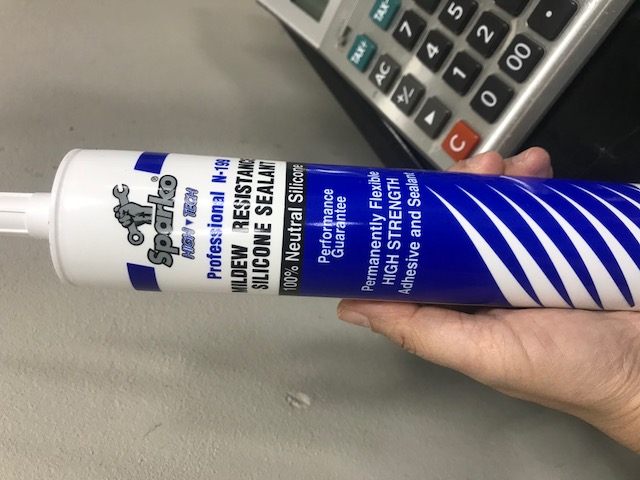 Sparko®
HIGH TECH
Professional N-199
MILDEW RESISTANC
SILICONE SEALANT
100% Neutral Silicone
Performance
Guarantee
Permanently Flexible
HIGH STRENGTH
Adhesive and Sealant
TAX+
AC
TAX-
+/-
7
▶
4
5
C
1
2
0
00
.